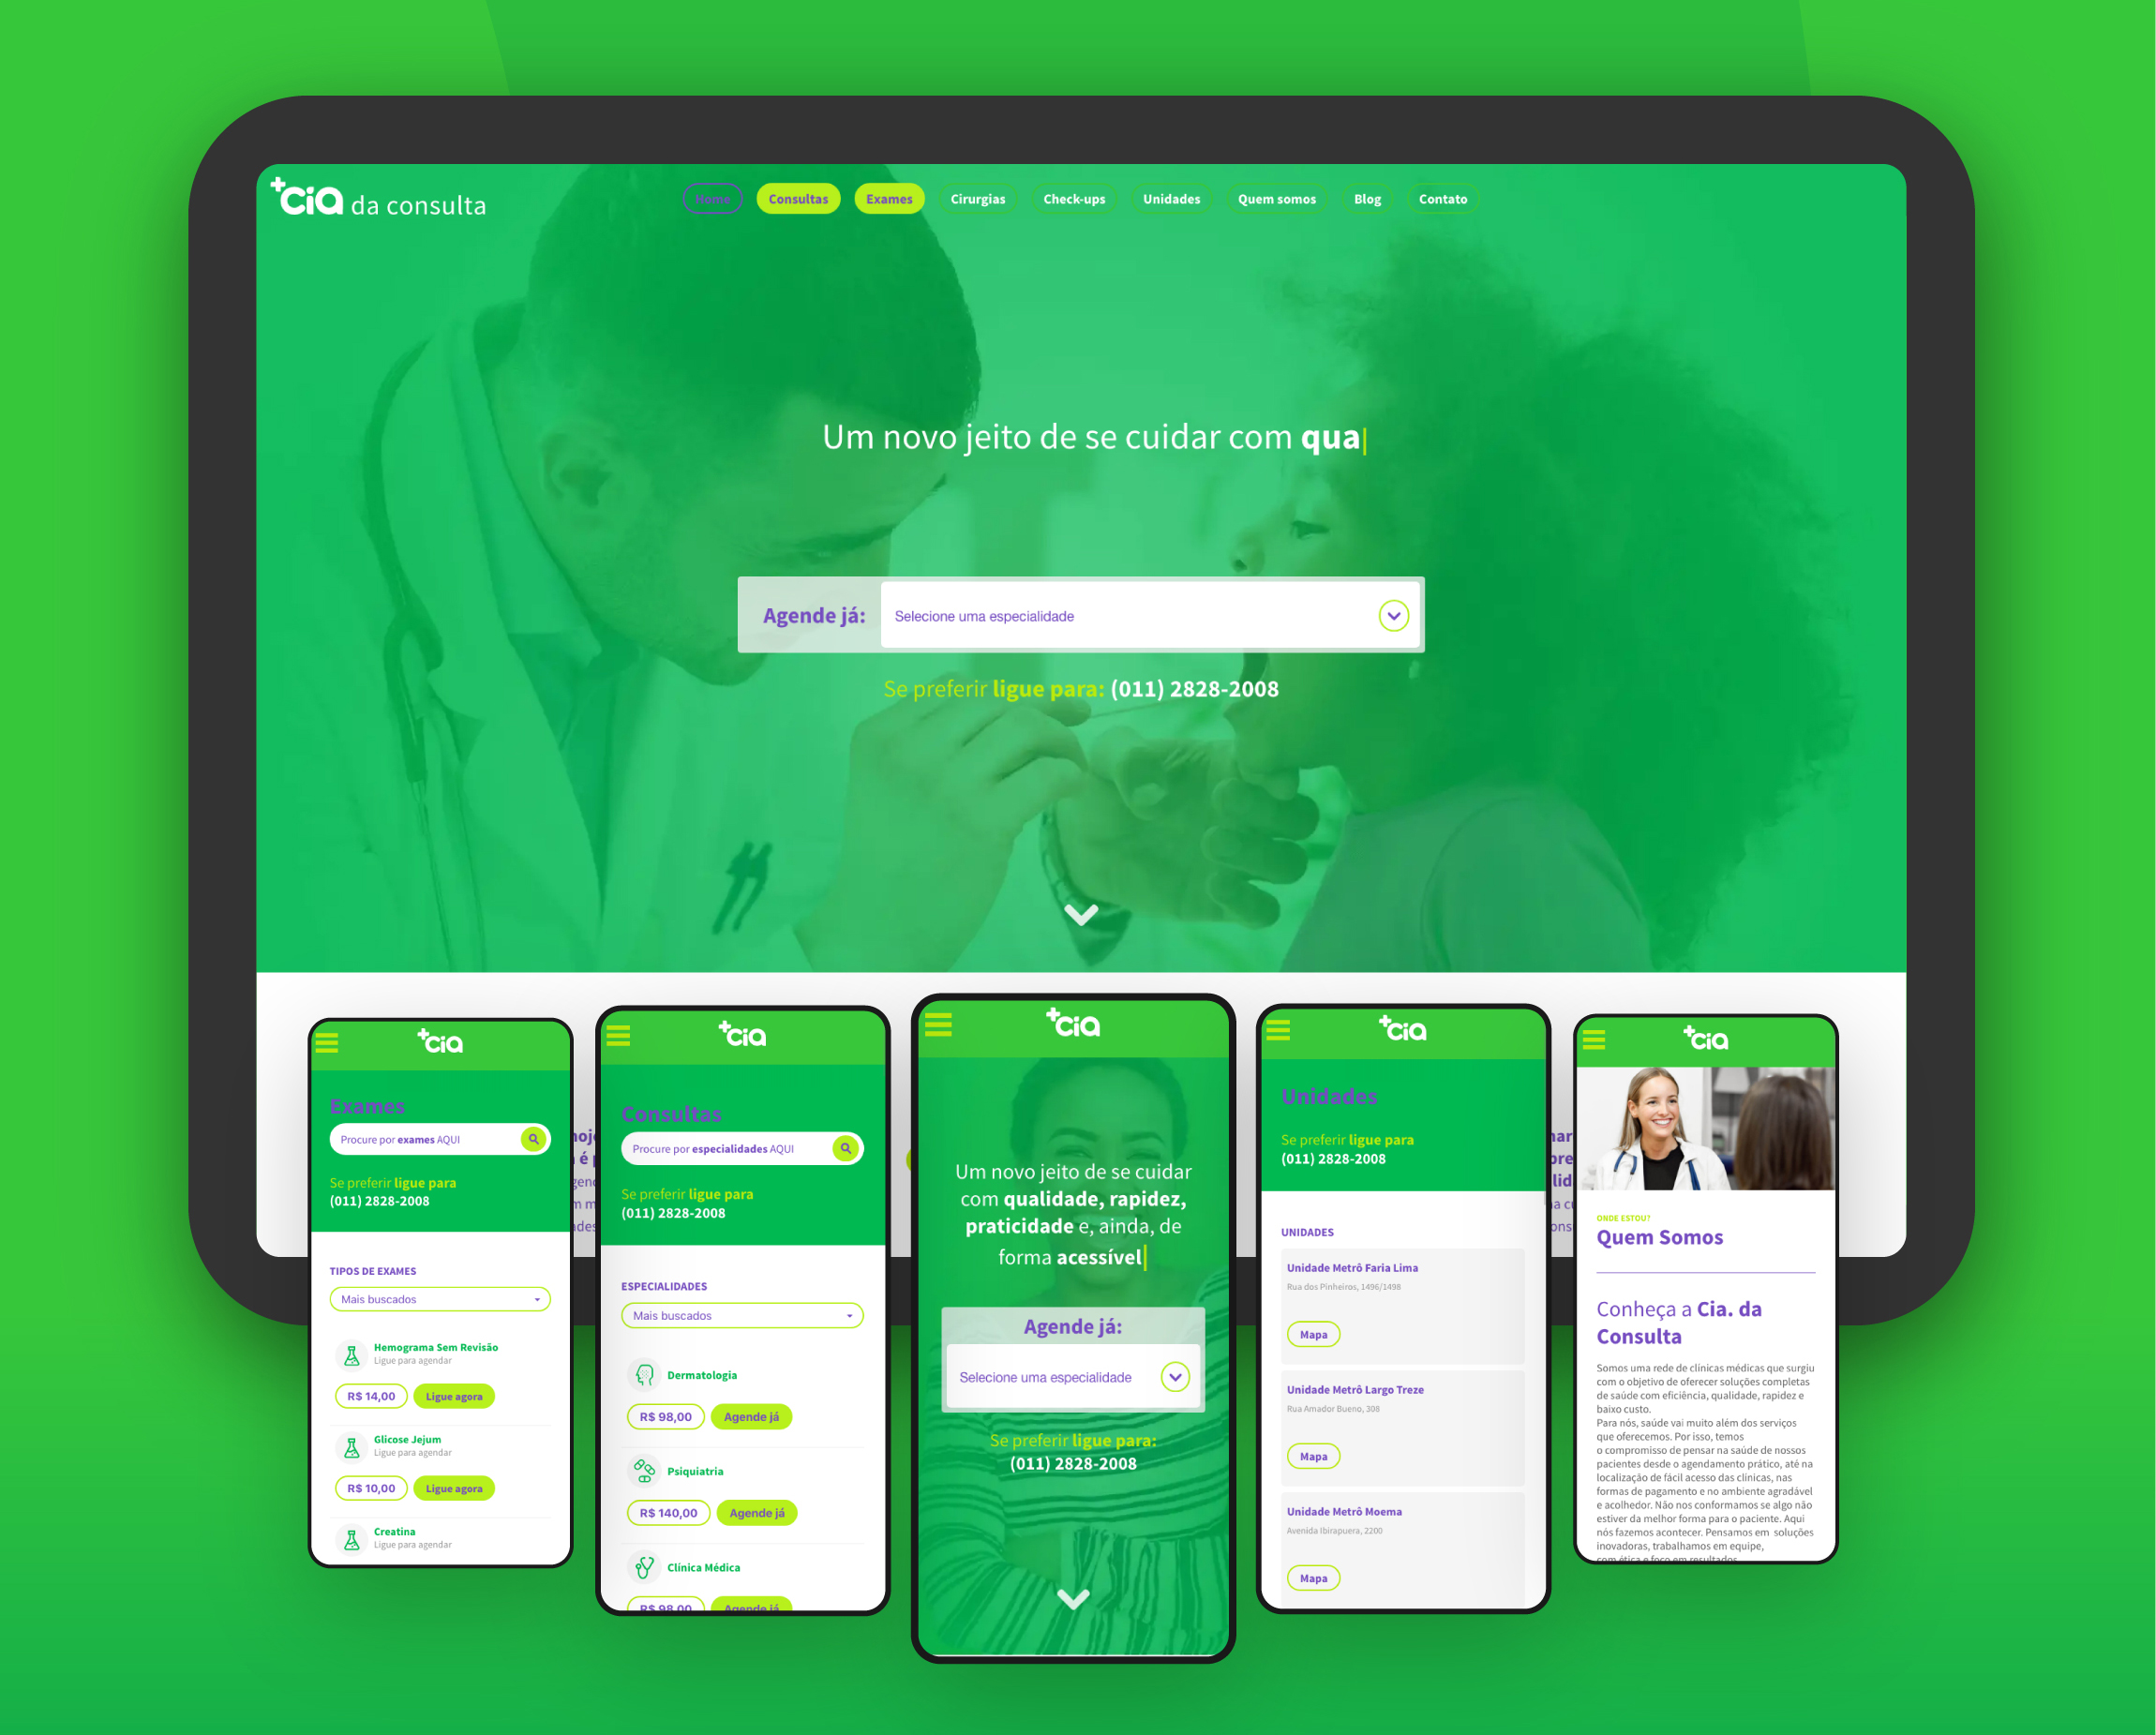 +cia da consulta
Home
Consultas
Exames
Cirurgias
Check-ups
Unidades
Quem somos
Blog
Contato
Um novo jeito de se cuidar com qua
Agende já:
Selecione uma especialidade
Se preferir ligue para: (011) 2828-2008
+cia
Exames
Procure por exames AQUI
Se preferir ligue para
(011) 2828-2008
TIPOS DE EXAMES
Mais buscados
Hemograma Sem Revisão
Ligue para agendar
R$ 14,00
Ligue agora
Glicose Jejum
Ligue para agendar
R$ 10,00
Ligue agora
Creatina
Ligue para agendar
+cia
Consultas
Procure por especialidades AQUI
Se preferir ligue para
(011) 2828-2008
ESPECIALIDADES
Mais buscados
Dermatologia
R$ 98,00
Agende já
Psiquiatria
R$ 140,00
Agende já
Clínica Médica
R$ 98,00
Agende já
+cia
Um novo jeito de se cuidar
com qualidade, rapidez,
praticidade e, ainda, de
forma acessível
Agende já:
Selecione uma especialidade
Se preferir ligue para:
(011) 2828-2008
+cia
Unidades
Se preferir ligue para
(011) 2828-2008
UNIDADES
Unidade Metrô Faria Lima
Rua dos Pinheiros, 1496/1498
Mapa
Unidade Metrô Largo Treze
Rua Amador Bueno, 308
Mapa
Unidade Metrô Moema
Avenida Ibirapuera, 2200
Mapa
+cia
ONDE ESTOU?
Quem Somos
Conheça a Cia. da
Consulta
Somos uma rede de clínicas médicas que surgiu
com o objetivo de oferecer soluções completas
de saúde com eficiência, qualidade, rapidez e
baixo custo.
Para nós, saúde vai muito além dos serviços
que oferecemos. Por isso, temos
o compromisso de pensar na saúde de nossos
pacientes desde o agendamento prático, até na
localização de fácil acesso das clínicas, nas
formas de pagamento e no ambiente agradável
e acolhedor. Não nos conformamos se algo não
estiver da melhor forma para o paciente. Aqui
nós fazemos acontecer. Pensamos em soluções
inovadoras, trabalhamos em equipe,
com ética e foco em resultados